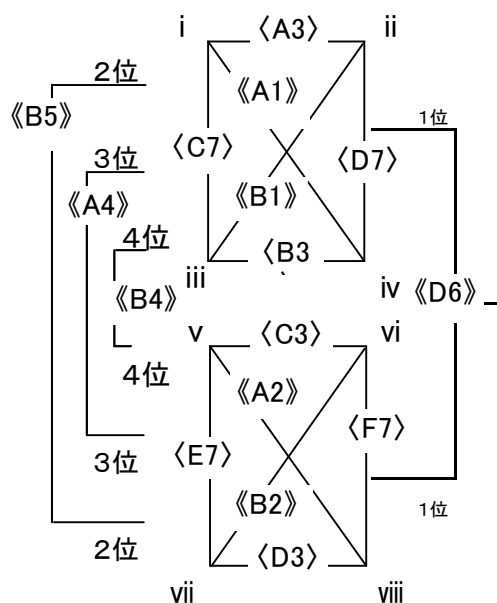 i 〈A3〉 ii
2位 《A1》 1位
《B5》
3位 〈C7〉 〈D7〉
《A4》 《B1》
4位 〈B3
iii iv 《D6》
《B4》
v 〈C3〉 vi
4位 《A2》
3位 〈E7〉 〈F7〉
《B2》 1位
2位 〈D3〉
vii viii